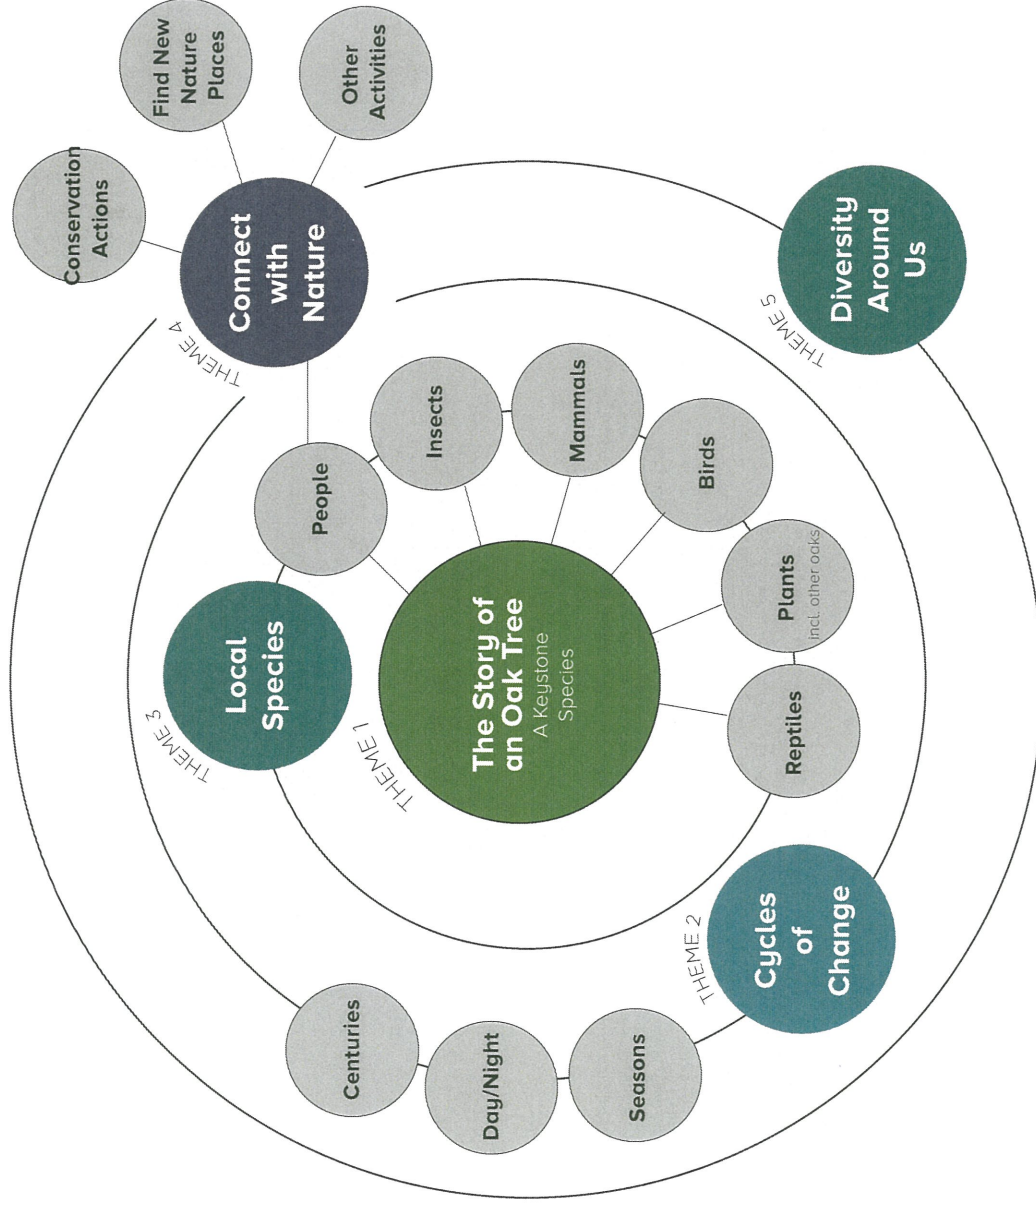 THEME 1
The Story of
an Oak Tree
A Keystone
Species
People
Insects
Mammals
Birds
Plants
incl. other oaks
Reptiles
THEME 2
Cycles
of
Change
Seasons
Day/Night
Centuries
THEME 3
Local
Species
THEME 4
Connect
with
Nature
Conservation
Actions
Find New
Nature
Places
Other
Activities
THEME 5
Diversity
Around
Us